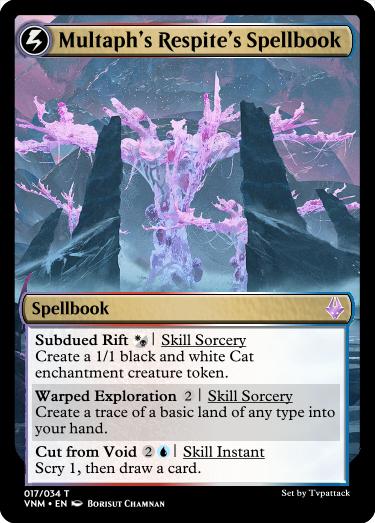 Multaph's Respite's Spellbook
Spellbook
Subdued Rift | Skill Sorcery
Create a 1/1 black and white Cat
enchantment creature token.
Warped Exploration 2 | Skill Sorcery
Create a trace of a basic land of any type into
your hand.
Cut from Void 2 | Skill Instant
Scry 1, then draw a card.
017/034 T
VNM • EN Borisut Chamnan
Set by Tvpattack